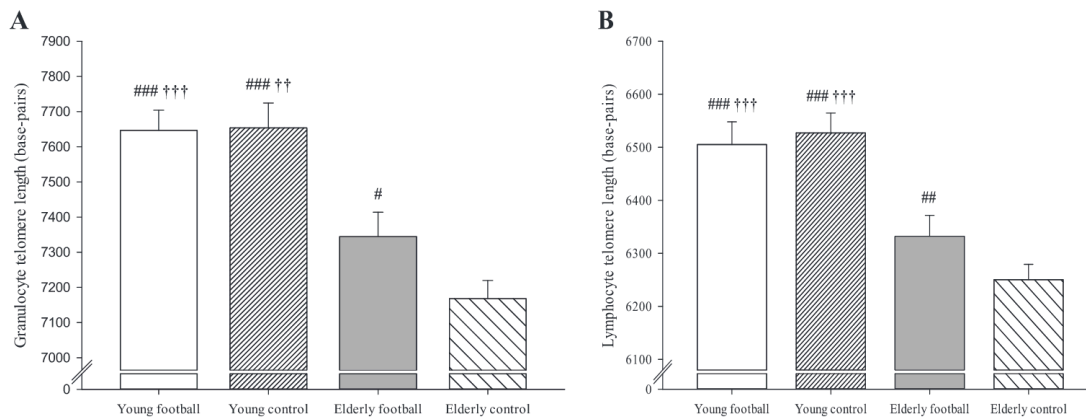 A
Granulocyte telomere length (base-pairs)
7900
7800
7700
7600
7500
7400
7300
7200
7100
7000
0
### †††
### ††
#
Young football
Young control
Elderly football
Elderly control
B
Lymphocyte telomere length (base-pairs)
6700
6600
6500
6400
6300
6200
6100
0
### †††
### †††
##
Young football
Young control
Elderly football
Elderly control